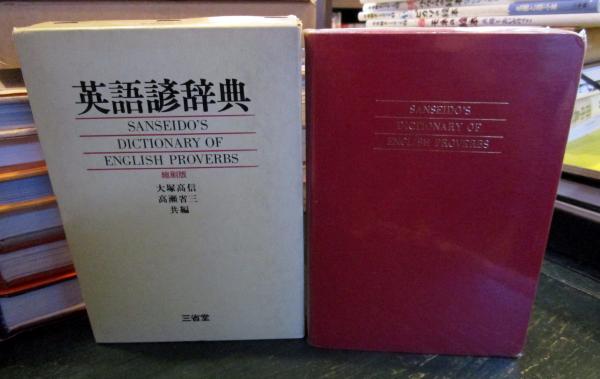 英語諺辞典
SANSEIDO'S
DICTIONARY OF
ENGLISH PROVERBS
縮刷版
大塚高信
高瀬省三
共編
三省堂
SANSEIDO'S
DICTIONARY OF
ENGLISH PROVERBS